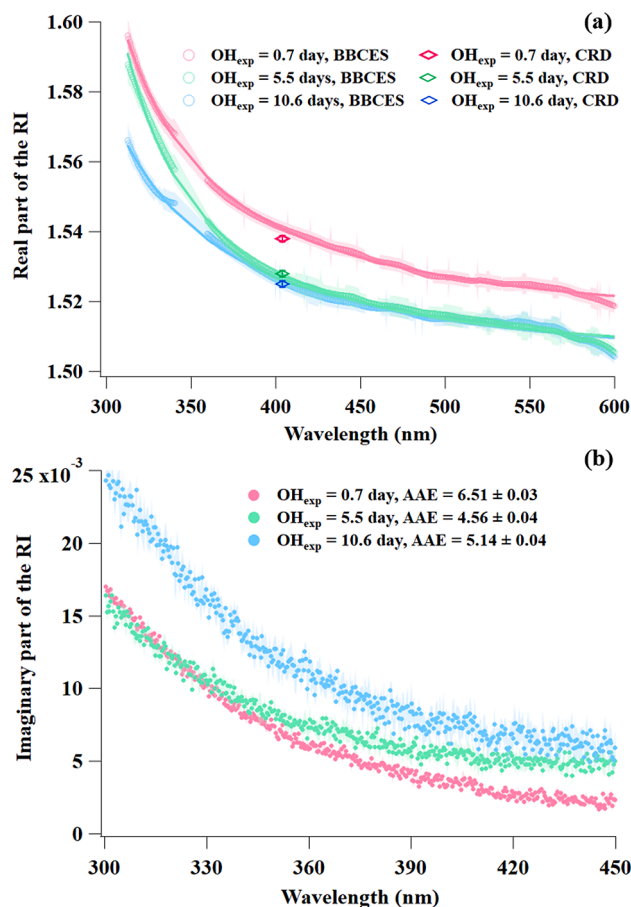 (a)
1.60
1.58
1.56
1.54
1.52
1.50
Real part of the RI
OHexp = 0.7 day, BBCES
OHexp = 5.5 days, BBCES
OHexp = 10.6 days, BBCES
OHexp = 0.7 day, CRD
OHexp = 5.5 day, CRD
OHexp = 10.6 day, CRD
300 350 400 450 500 550 600
Wavelength (nm)
(b)
25 x10-3
20
15
10
5
0
Imaginary part of the RI
OHexp = 0.7 day, AAE = 6.51 ± 0.03
OHexp = 5.5 day, AAE = 4.56 ± 0.04
OHexp = 10.6 day, AAE = 5.14 ± 0.04
300 330 360 390 420 450
Wavelength (nm)